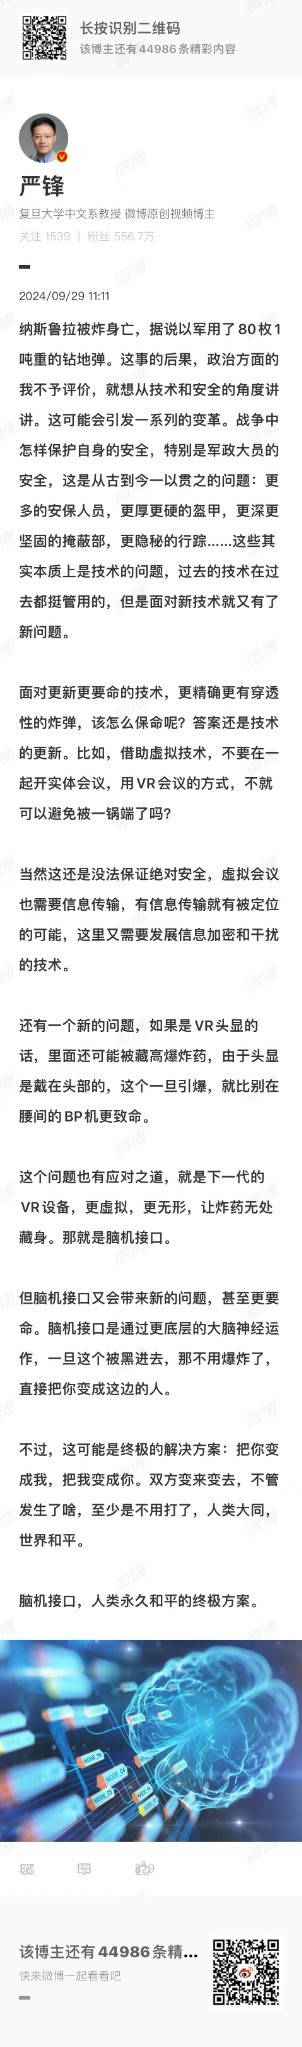 长按识别二维码
该博主还有44986条精彩内容
严锋
复旦大学中文系教授 微博原创视频博主
关注 1539 | 粉丝 556.7万
2024/09/29 11:11
纳斯鲁拉被炸身亡，据说以军用了80枚1
吨重的钻地弹。这事的后果，政治方面的
我不予评价，就想从技术和安全的角度讲
讲。这可能会引发一系列的变革。战争中
怎样保护自身的安全，特别是军政大员的
安全，这是从古到今一以贯之的问题：更
多的安保人员，更厚更硬的盔甲，更深更
坚固的掩蔽部，更隐秘的行踪……这些其
实本质上是技术的问题，过去的技术在过
去都挺管用的，但是面对新技术就又有了
新问题。
面对更新更要命的技术，更精确更有穿透
性的炸弹，该怎么保命呢？答案还是技术
的更新。比如，借助虚拟技术，不要在一
起开实体会议，用VR会议的方式，不就
可以避免被一锅端了吗？
当然这还是没法保证绝对安全，虚拟会议
也需要信息传输，有信息传输就有被定位
的可能，这里又需要发展信息加密和干扰
的技术。
还有一个新的问题，如果是VR头显的
话，里面还可能被藏高爆炸药，由于头显
是戴在头部的，这个一旦引爆，就比别在
腰间的BP机更致命。
这个问题也有应对之道，就是下一代的
VR设备，更虚拟，更无形，让炸药无处
藏身。那就是脑机接口。
但脑机接口又会带来新的问题，甚至更要
命。脑机接口是通过更底层的大脑神经运
作，一旦这个被黑进去，那不用爆炸了，
直接把你变成这边的人。
不过，这可能是终极的解决方案：把你变
成我，把我变成你。双方变来变去，不管
发生了啥，至少是不用打了，人类大同，
世界和平。
脑机接口，人类永久和平的终极方案。
该博主还有44986条精...
快来微博一起看看吧